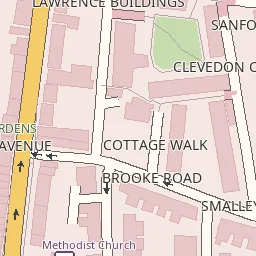 LAWRENCE BUILDINGS
SANFO
CLEVEDON C
RDENS
AVENUE
COTTAGE WALK
BROOKE ROAD
SMALLEY
Methodist Church